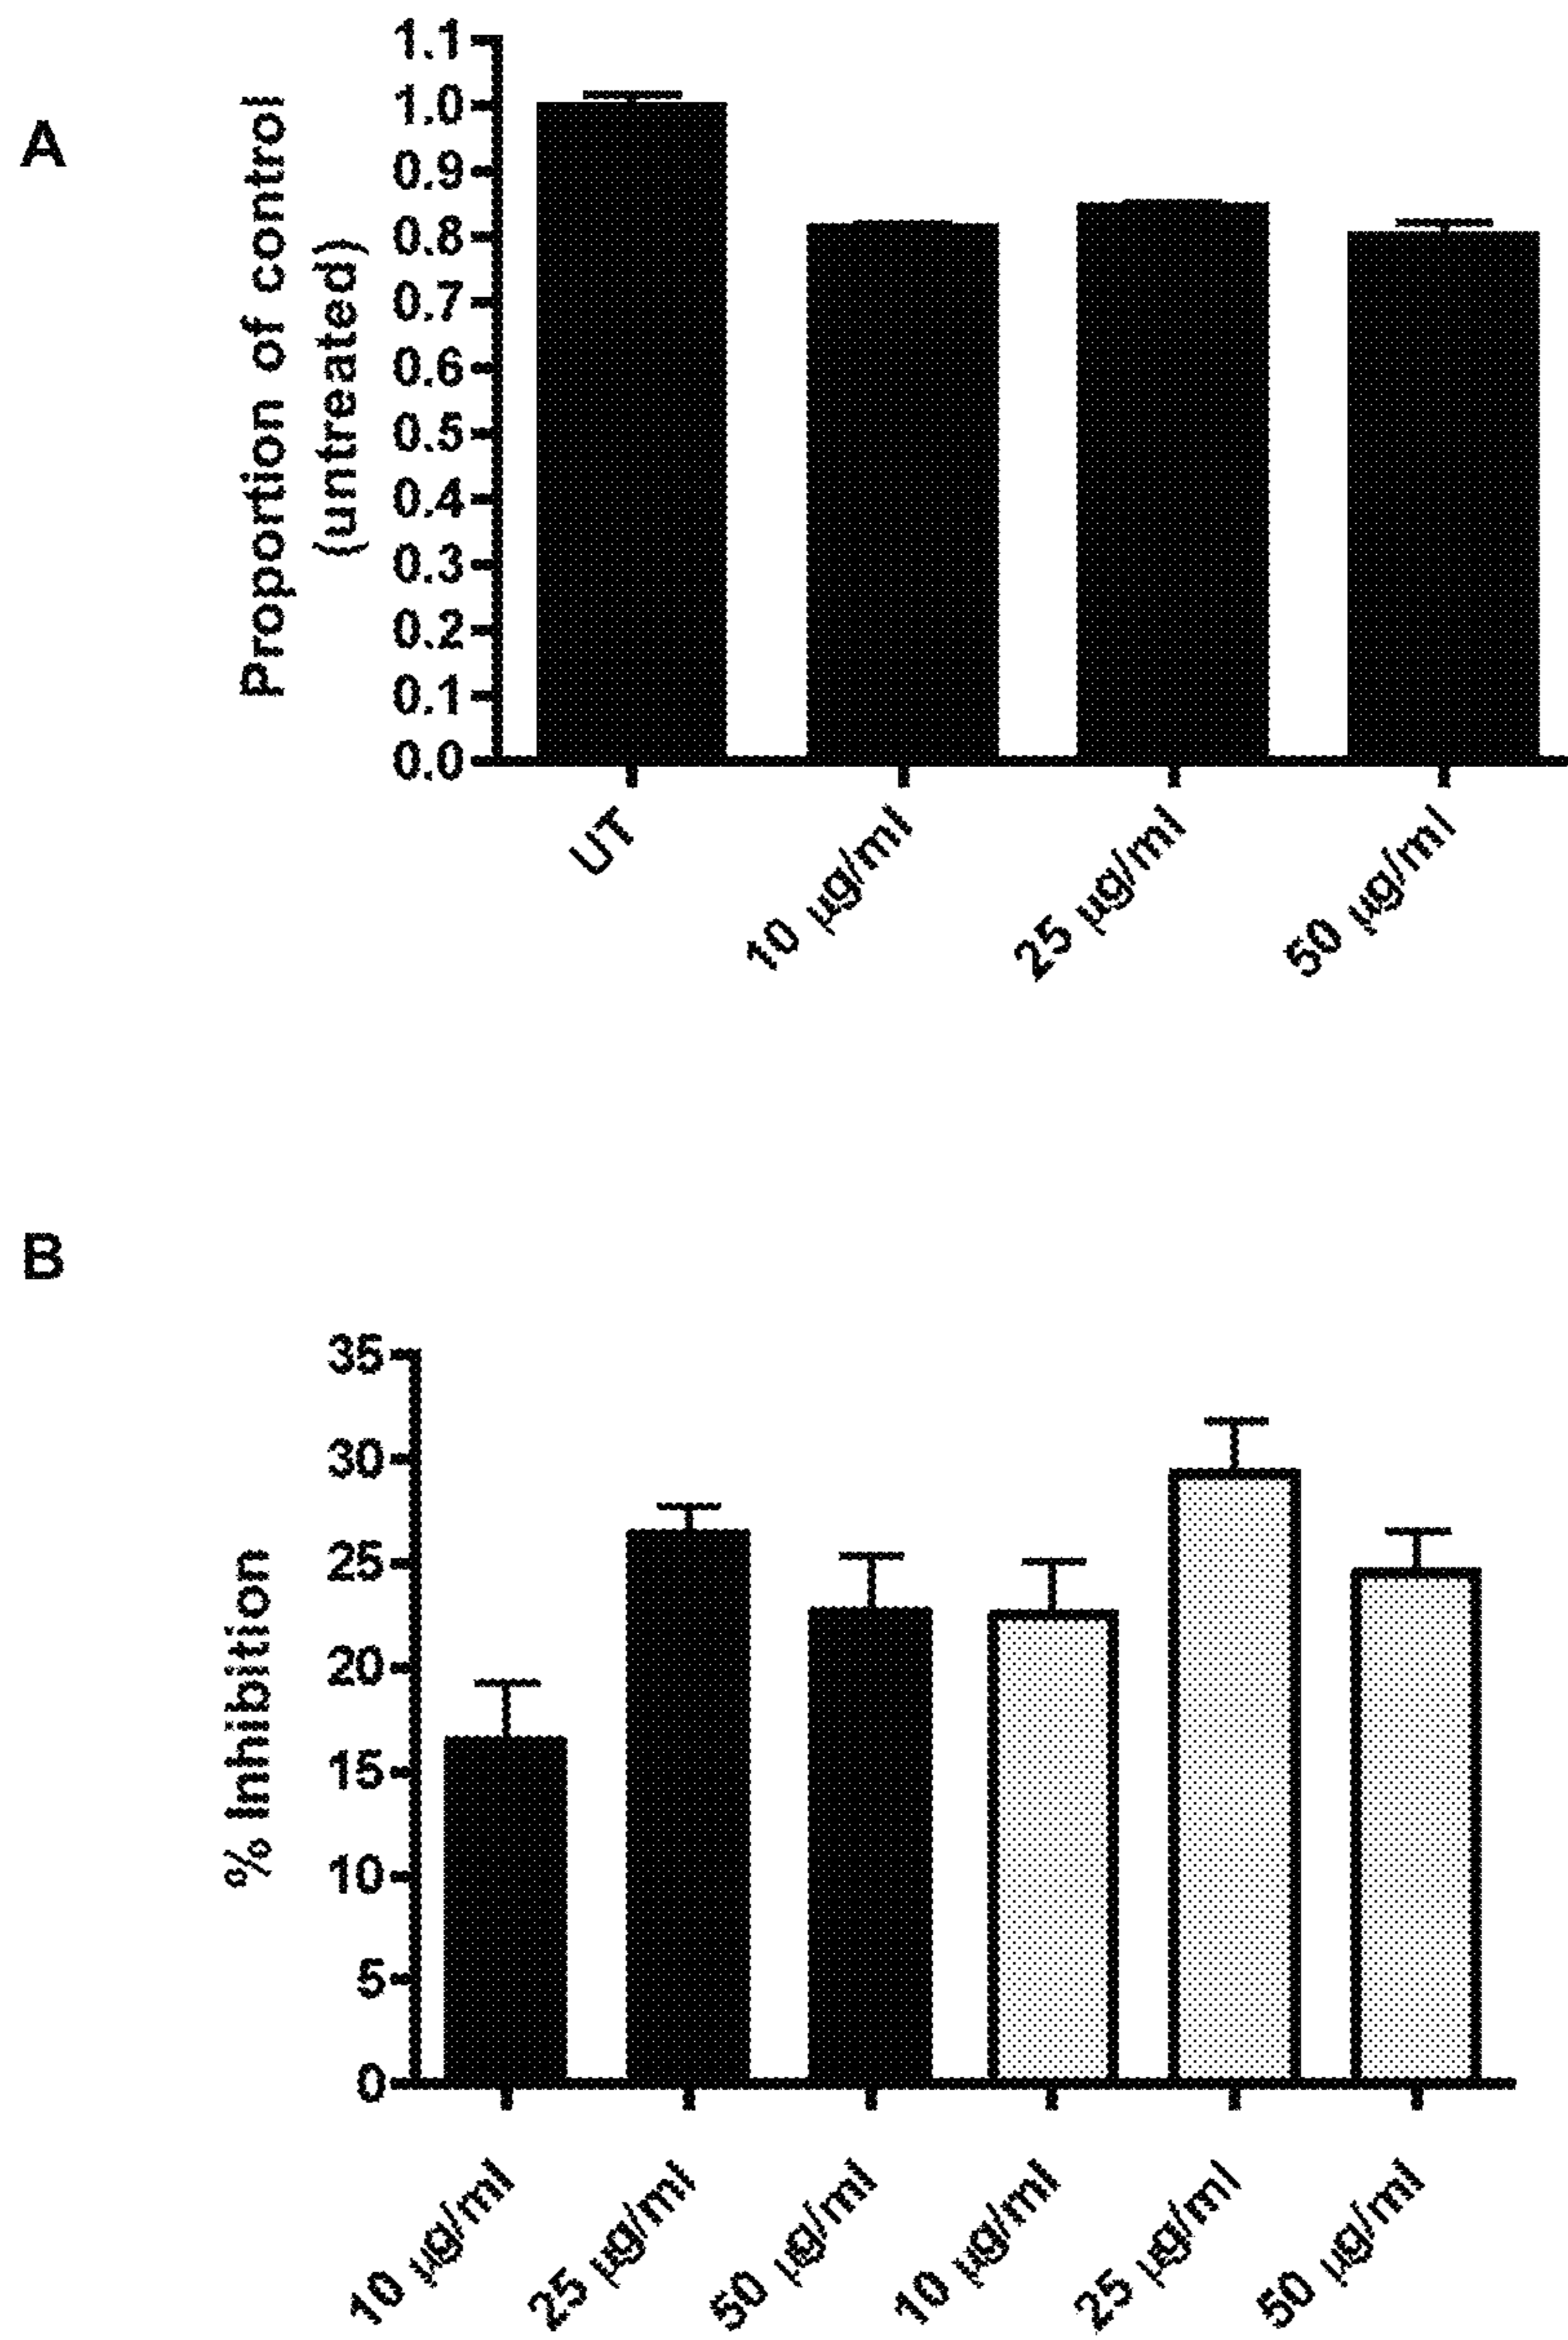 A
Proportion of control
(untreated)
1.1
1.0
0.9
0.8
0.7
0.6
0.5
0.4
0.3
0.2
0.1
0.0
UT
10 µg/ml
25 µg/ml
50 µg/ml
B
% Inhibition
35
30
25
20
15
10
5
0
10 µg/ml
25 µg/ml
50 µg/ml
10 µg/ml
25 µg/ml
50 µg/ml